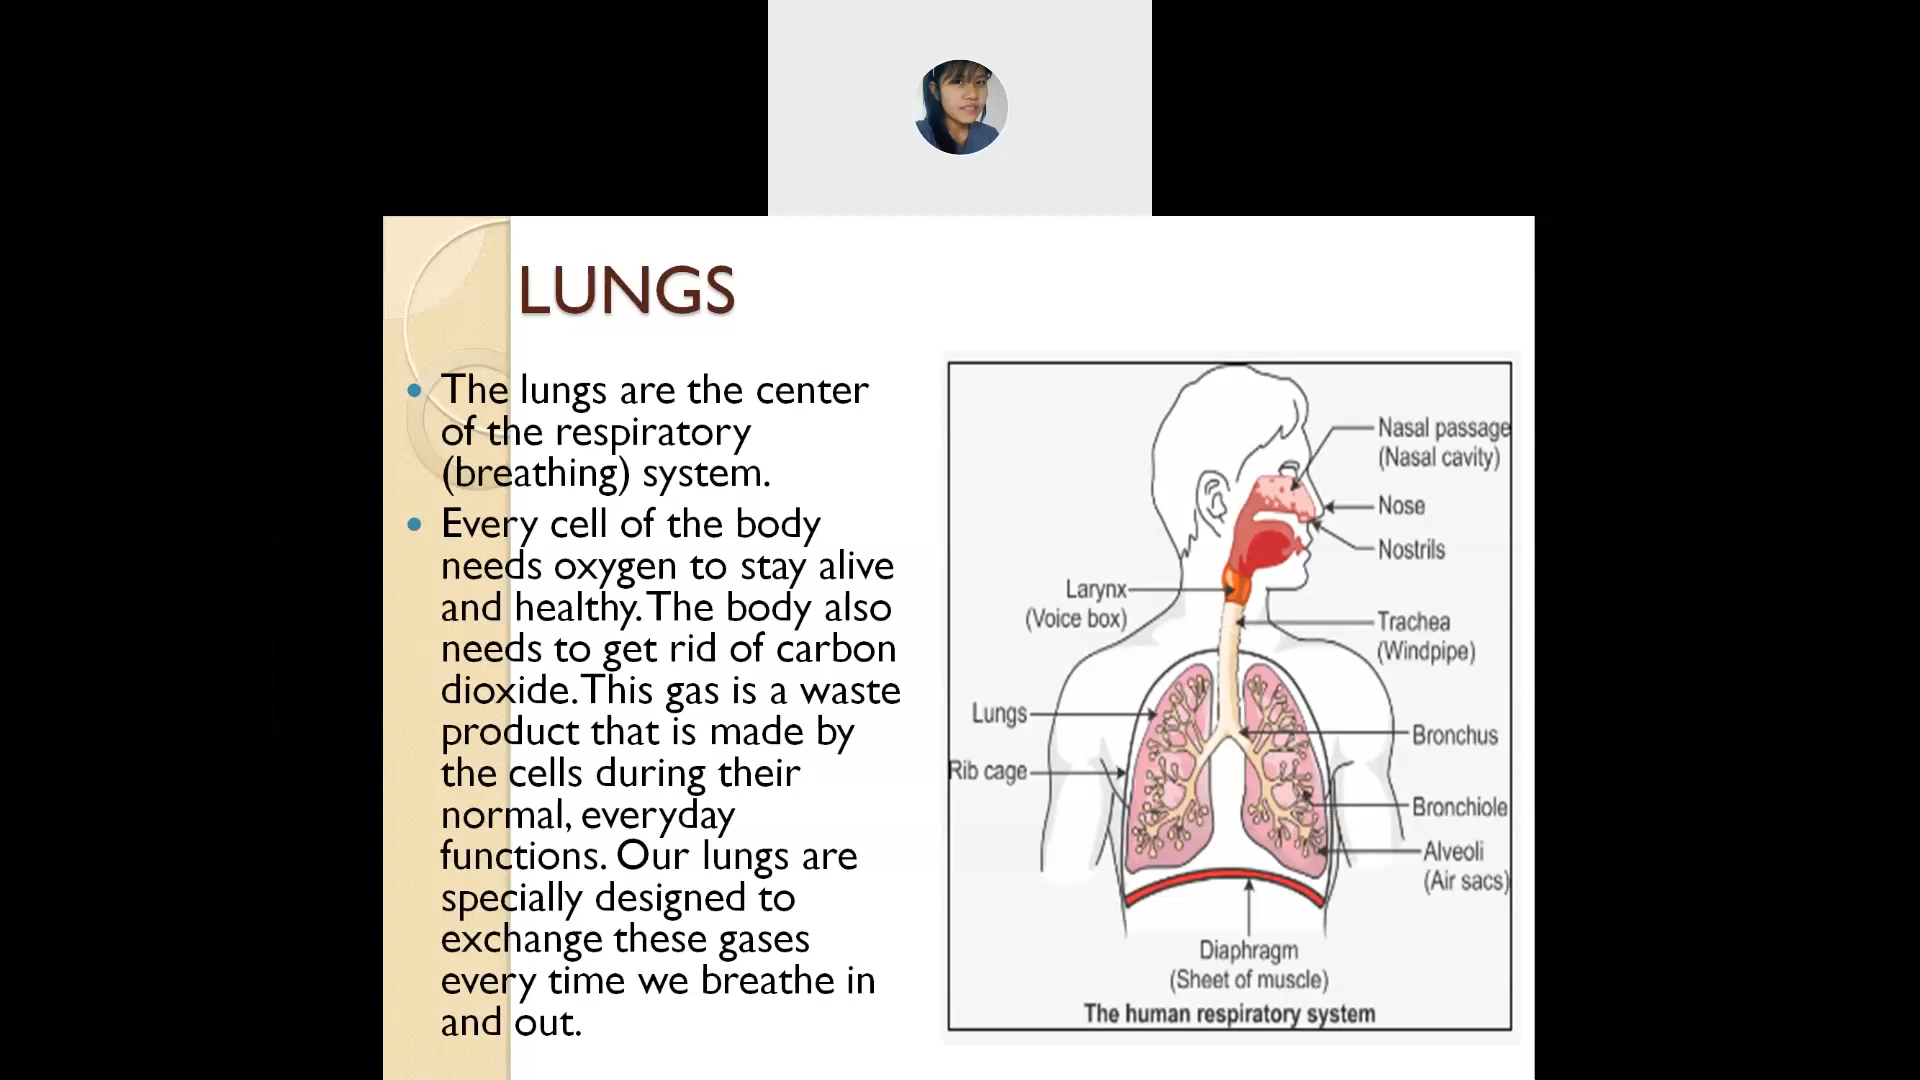 LUNGS
The lungs are the center
of the respiratory
(breathing) system.
Every cell of the body
needs oxygen to stay alive
and healthy. The body also
needs to get rid of carbon
dioxide. This gas is a waste
product that is made by
the cells during their
normal, everyday
functions. Our lungs are
specially designed to
exchange these gases
every time we breathe in
and out.
Nasal passage
(Nasal cavity)
Nose
Nostrils
Larynx
(Voice box)
Trachea
(Windpipe)
Lungs
Bronchus
Rib cage
Bronchiole
Alveoli
(Air sacs)
Diaphragm
(Sheet of muscle)
The human respiratory system